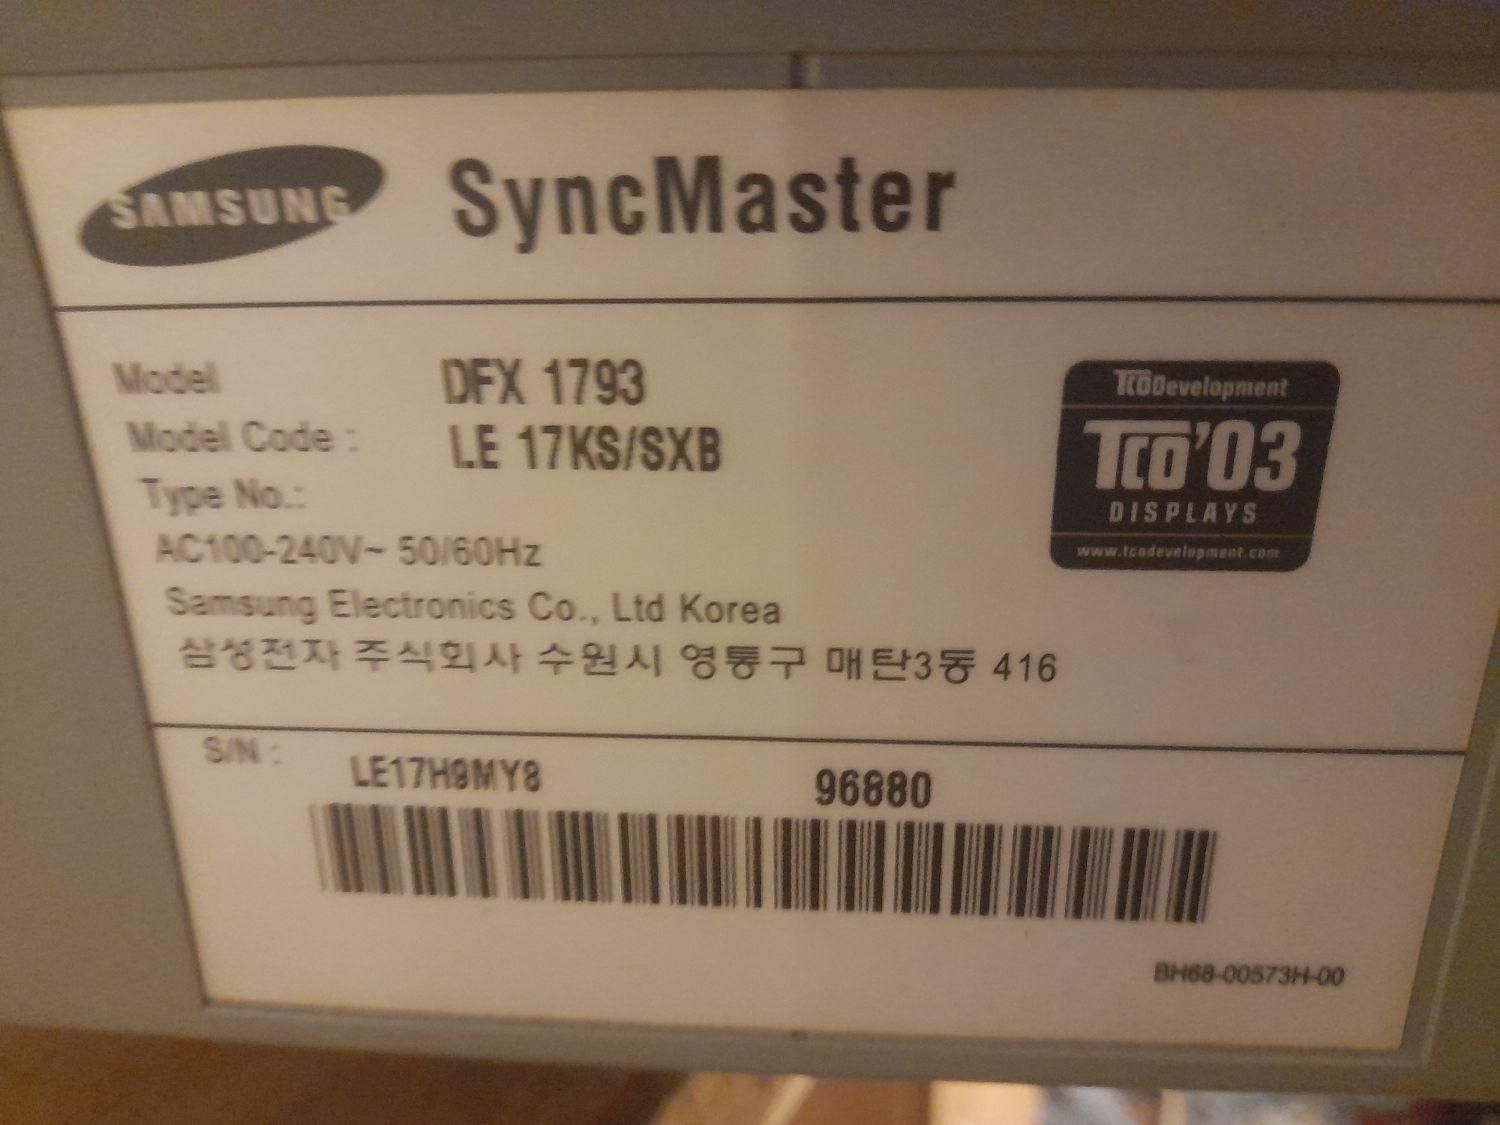 SAMSUNG SyncMaster
Model DFX 1793
Model Code : LE 17KS/SXB
Type No.:
AC100-240V~ 50/60Hz
Samsung Electronics Co., Ltd Korea
삼성전자 주식회사 수원시 영통구 매탄3동 416
TCODevelopment
TCO'03
DISPLAYS
www.tcodevelopment.com
S/N :
LE17H9MY8 96880
BH68-00573H-00